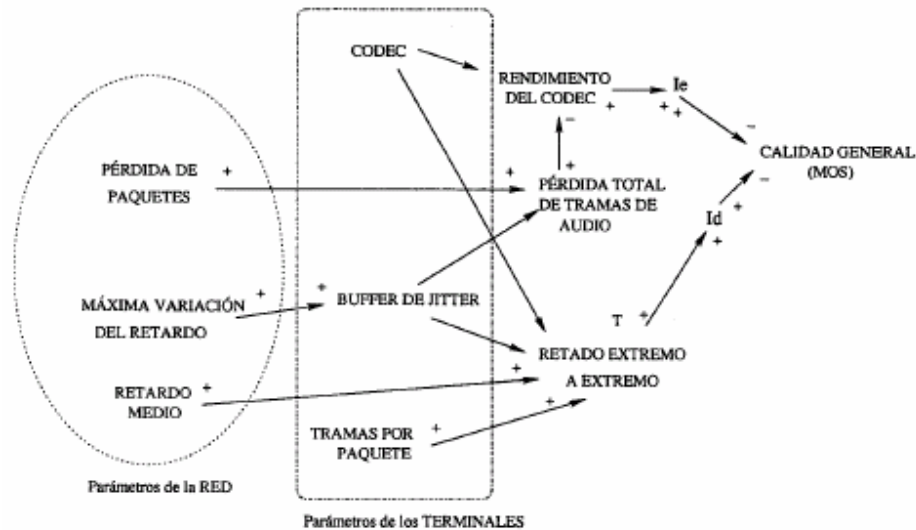 CODEC
RENDIMIENTO
DEL CODEC
Ie
+
+
+
−
−
CALIDAD GENERAL
(MOS)
−
PÉRDIDA DE
PAQUETES
+
+
+
PÉRDIDA TOTAL
DE TRAMAS DE
AUDIO
Id
+
+
MÁXIMA VARIACIÓN
DEL RETARDO
+
+
BUFFER DE JITTER
T
+
RETADO EXTREMO
A EXTREMO
+
+
RETARDO
MEDIO
+
TRAMAS POR
PAQUETE
+
Parámetros de la RED
Parámetros de los TERMINALES